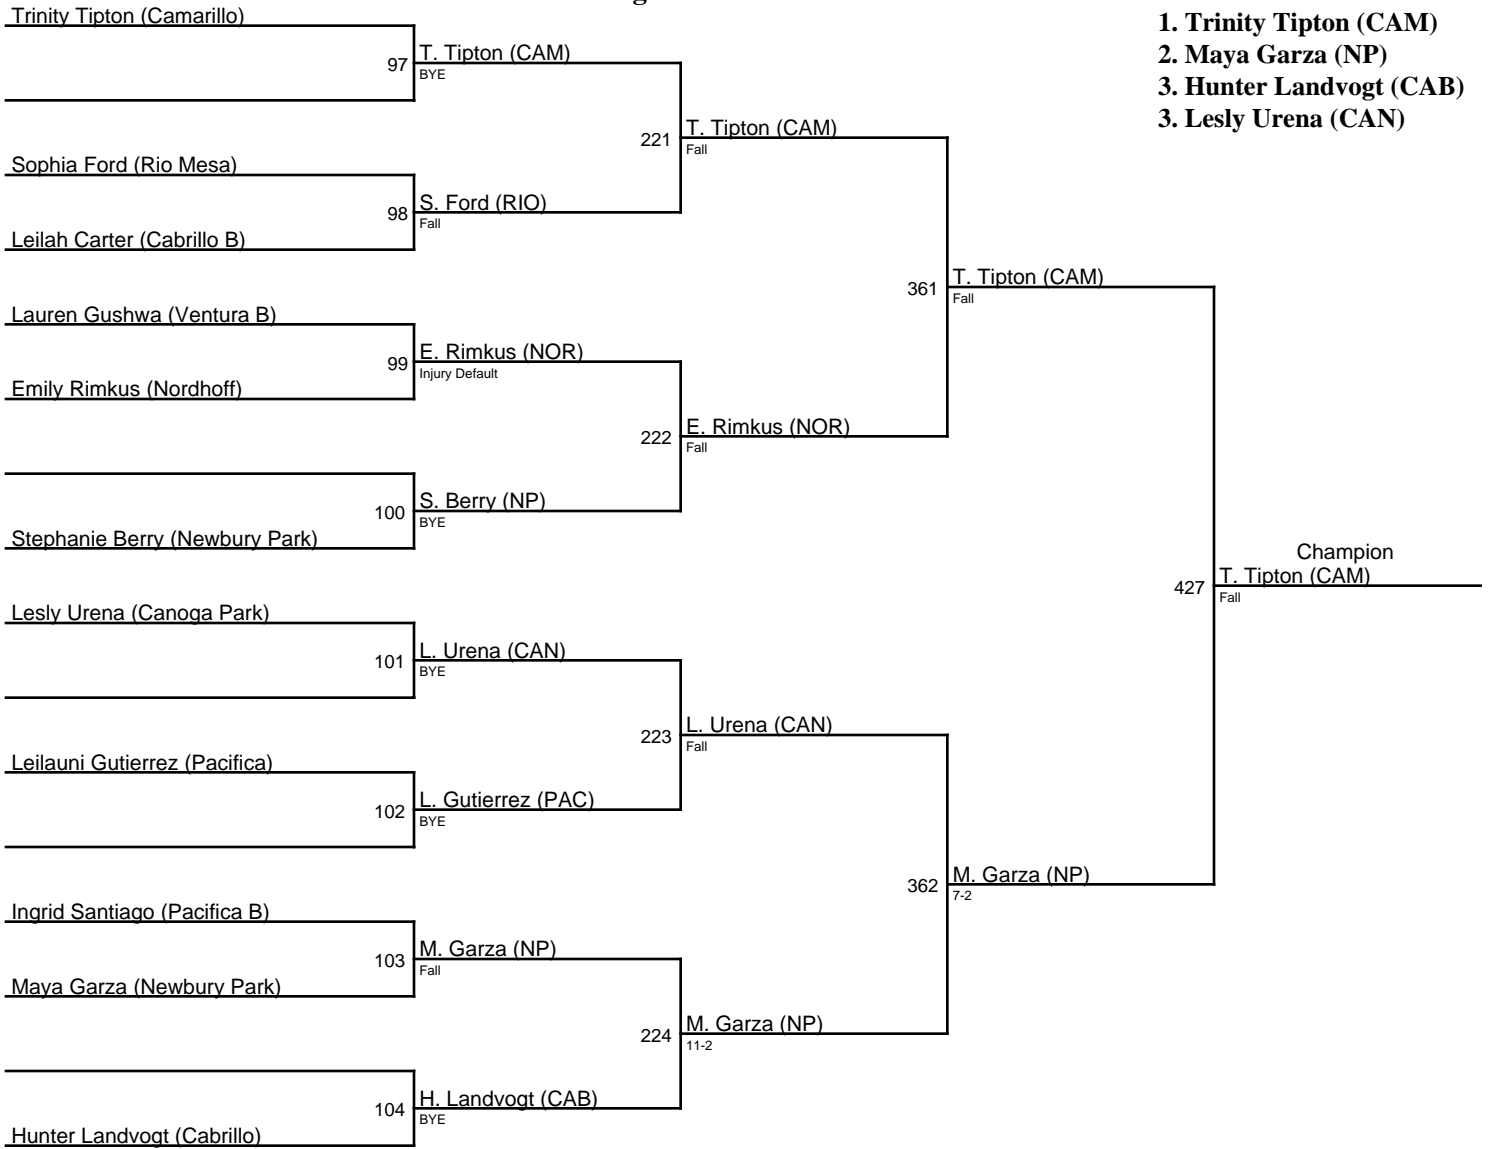 Trinity Tipton (Camarillo)
1. Trinity Tipton (CAM)
2. Maya Garza (NP)
3. Hunter Landvogt (CAB)
3. Lesly Urena (CAN)
97
T. Tipton (CAM)
BYE
221
T. Tipton (CAM)
Fall
Sophia Ford (Rio Mesa)
98
S. Ford (RIO)
Fall
Leilah Carter (Cabrillo B)
361
T. Tipton (CAM)
Fall
Lauren Gushwa (Ventura B)
99
E. Rimkus (NOR)
Injury Default
Emily Rimkus (Nordhoff)
222
E. Rimkus (NOR)
Fall
100
S. Berry (NP)
BYE
Stephanie Berry (Newbury Park)
Champion
427
T. Tipton (CAM)
Fall
Lesly Urena (Canoga Park)
101
L. Urena (CAN)
BYE
223
L. Urena (CAN)
Fall
Leilauni Gutierrez (Pacifica)
102
L. Gutierrez (PAC)
BYE
362
M. Garza (NP)
7-2
Ingrid Santiago (Pacifica B)
103
M. Garza (NP)
Fall
Maya Garza (Newbury Park)
224
M. Garza (NP)
11-2
104
H. Landvogt (CAB)
BYE
Hunter Landvogt (Cabrillo)